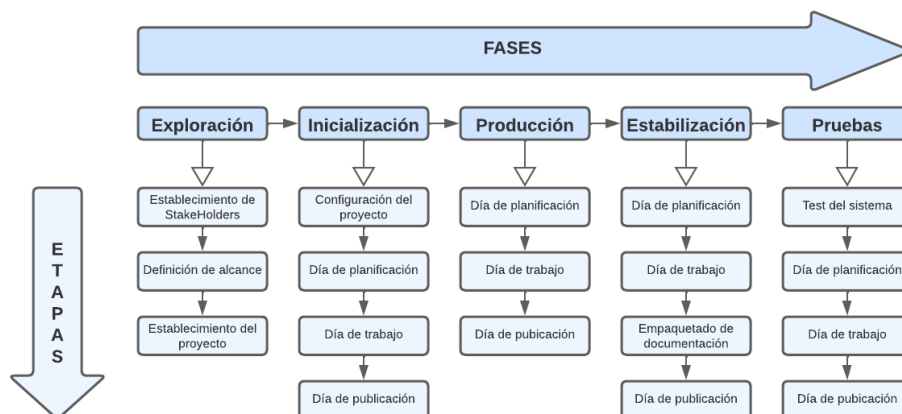 FASES
Exploración
Inicialización
Producción
Estabilización
Pruebas
ETAPAS
Establecimiento de
StakeHolders
Configuración del
proyecto
Día de planificación
Día de planificación
Test del sistema
Definición de alcance
Día de planificación
Día de trabajo
Día de trabajo
Día de planificación
Establecimiento del
proyecto
Día de trabajo
Día de pubicación
Empaquetado de
documentación
Día de trabajo
Día de publicación
Día de publicación
Día de pubicación